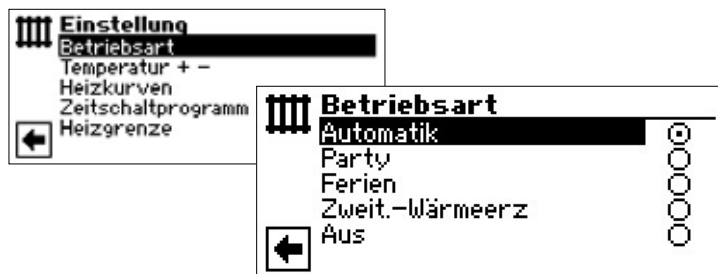 Einstellung
Betriebsart
Temperatur + -
Heizkurven
Zeitschaltprogramm
Heizgrenze
Betriebsart
Automatik
Party
Ferien
Zweit.-Wärmeerz
Aus